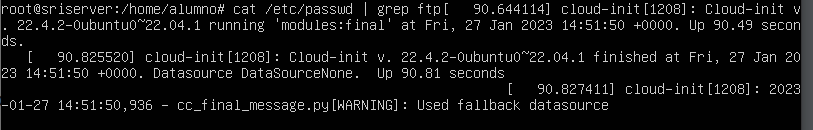 root@sriserver:/home/alumno# cat /etc/passwd | grep ftp[   90.644114] cloud-init[1208]: Cloud-init v
. 22.4.2-0ubuntu0~22.04.1 running 'modules:final' at Fri, 27 Jan 2023 14:51:50 +0000. Up 90.49 secon
ds.
[   90.825520] cloud-init[1208]: Cloud-init v. 22.4.2-0ubuntu0~22.04.1 finished at Fri, 27 Jan 20
23 14:51:50 +0000. Datasource DataSourceNone.  Up 90.81 seconds
[   90.827411] cloud-init[1208]: 2023
-01-27 14:51:50,936 - cc_final_message.py[WARNING]: Used fallback datasource